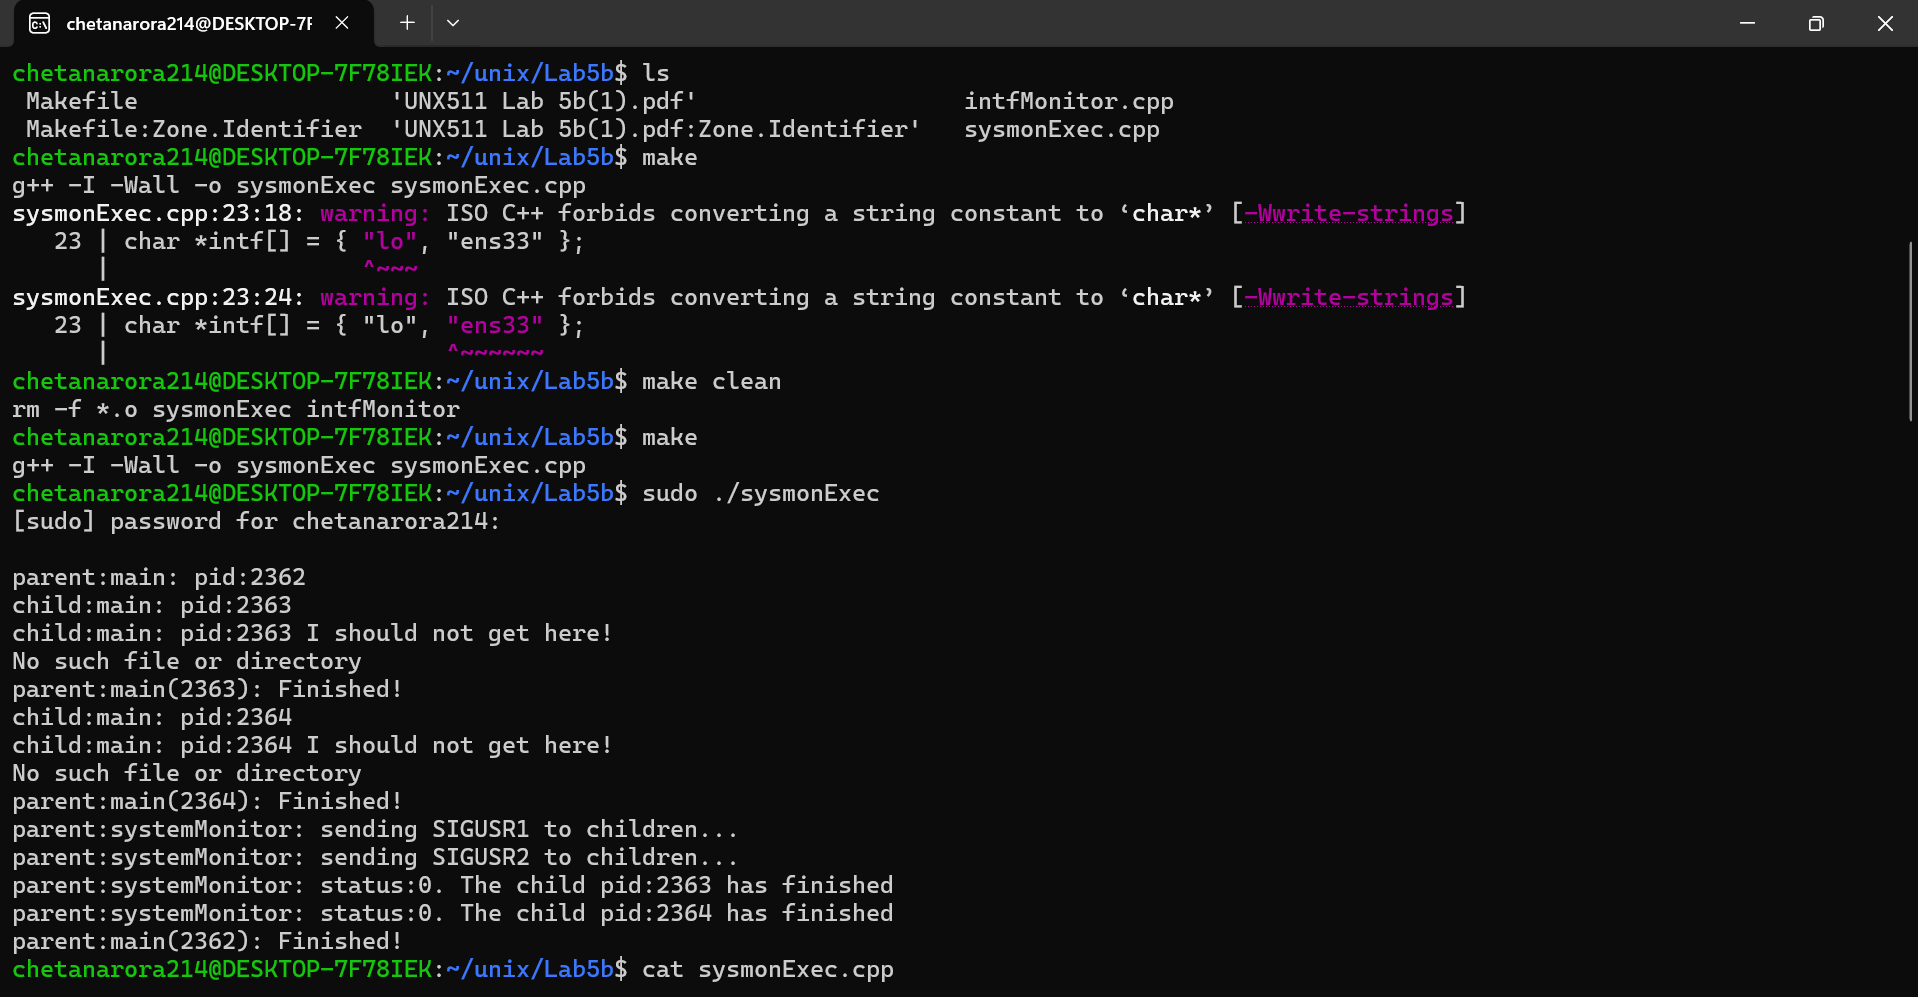 chetanarora214@DESKTOP-7F
chetanarora214@DESKTOP-7F78IEK:~/unix/Lab5b$ ls
 Makefile                  'UNX511 Lab 5b(1).pdf'                   intfMonitor.cpp
 Makefile:Zone.Identifier  'UNX511 Lab 5b(1).pdf:Zone.Identifier'   sysmonExec.cpp
chetanarora214@DESKTOP-7F78IEK:~/unix/Lab5b$ make
g++ -I -Wall -o sysmonExec sysmonExec.cpp
sysmonExec.cpp:23:18: warning: ISO C++ forbids converting a string constant to ‘char*’ [-Wwrite-strings]
   23 | char *intf[] = { "lo", "ens33" };
      |                  ^~~~
sysmonExec.cpp:23:24: warning: ISO C++ forbids converting a string constant to ‘char*’ [-Wwrite-strings]
   23 | char *intf[] = { "lo", "ens33" };
      |                        ^~~~~~~
chetanarora214@DESKTOP-7F78IEK:~/unix/Lab5b$ make clean
rm -f *.o sysmonExec intfMonitor
chetanarora214@DESKTOP-7F78IEK:~/unix/Lab5b$ make
g++ -I -Wall -o sysmonExec sysmonExec.cpp
chetanarora214@DESKTOP-7F78IEK:~/unix/Lab5b$ sudo ./sysmonExec
[sudo] password for chetanarora214:

parent:main: pid:2362
child:main: pid:2363
child:main: pid:2363 I should not get here!
No such file or directory
parent:main(2363): Finished!
child:main: pid:2364
child:main: pid:2364 I should not get here!
No such file or directory
parent:main(2364): Finished!
parent:systemMonitor: sending SIGUSR1 to children...
parent:systemMonitor: sending SIGUSR2 to children...
parent:systemMonitor: status:0. The child pid:2363 has finished
parent:systemMonitor: status:0. The child pid:2364 has finished
parent:main(2362): Finished!
chetanarora214@DESKTOP-7F78IEK:~/unix/Lab5b$ cat sysmonExec.cpp